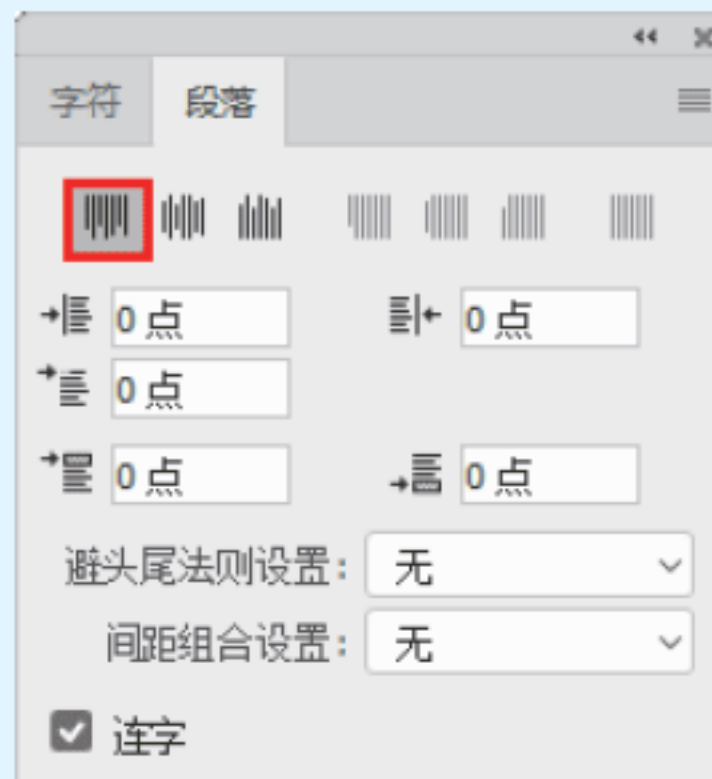 字符 段落
0 点 0 点
0 点
0 点 0 点
避头尾法则设置： 无
间距组合设置： 无
连字